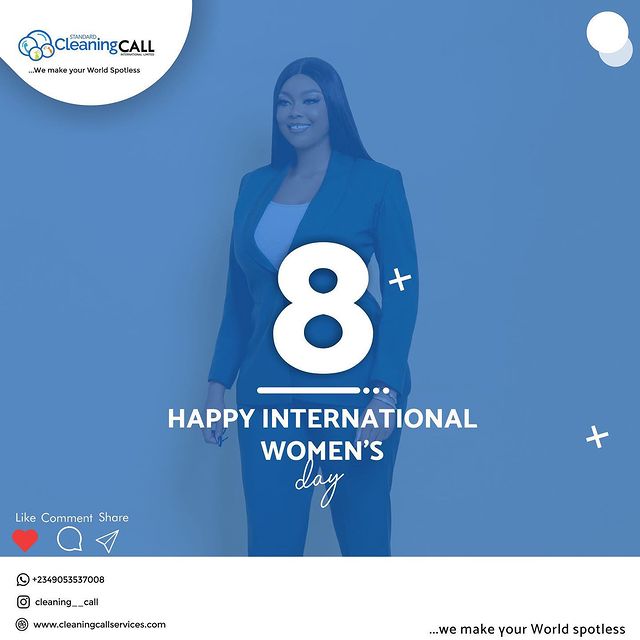 STANDARD
CleaningCALL
INTERNATIONAL LIMITED
...We make your World Spotless
8
HAPPY INTERNATIONAL
WOMEN'S
day
Like Comment Share
+2349053537008
cleaning__call
www.cleaningcallservices.com
...we make your World spotless